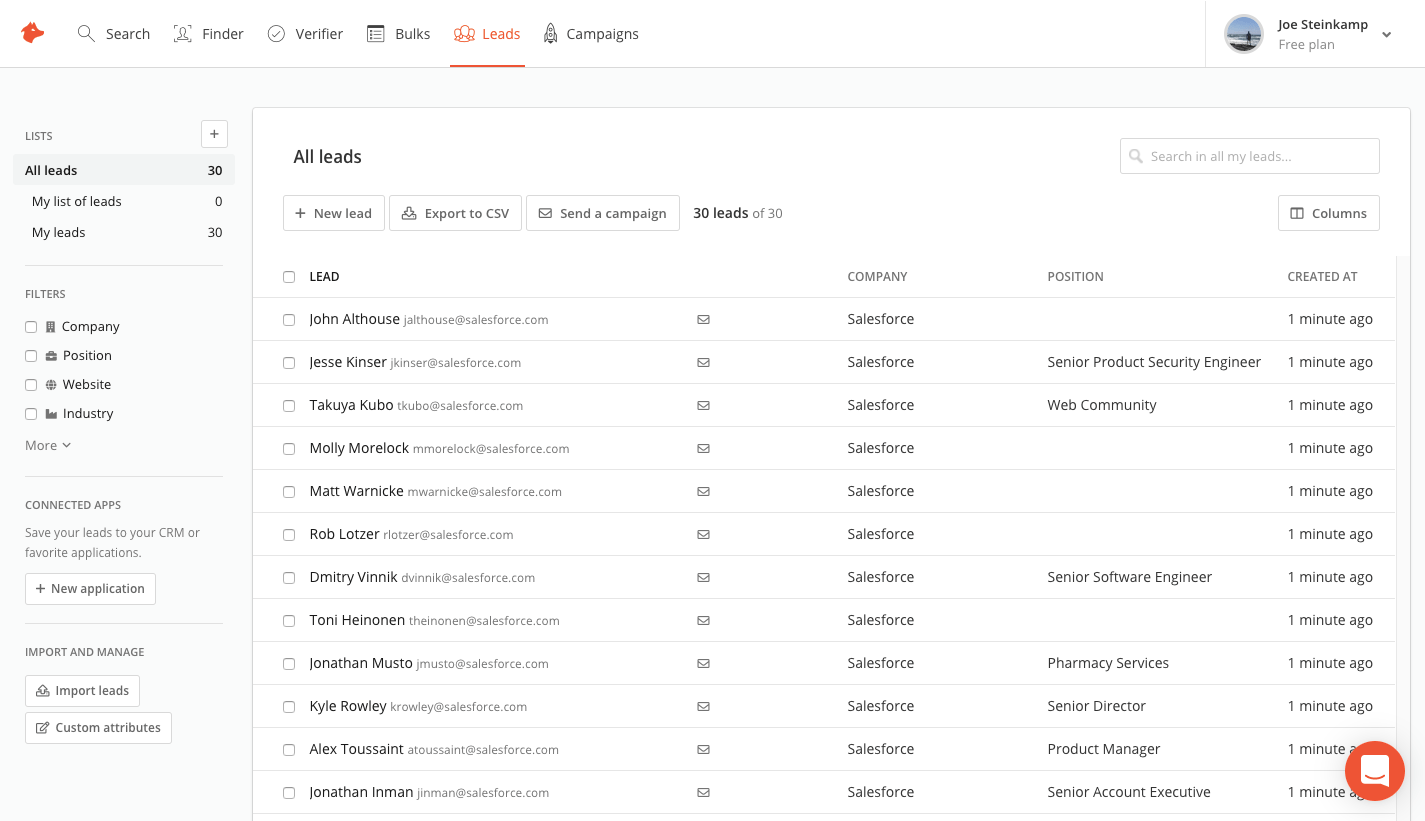 Search Finder Verifier Bulks Leads Campaigns
Joe Steinkamp
Free plan
LISTS +
All leads 30
My list of leads 0
My leads 30
FILTERS
Company
Position
Website
Industry
More
CONNECTED APPS
Save your leads to your CRM or
favorite applications.
+ New application
IMPORT AND MANAGE
Import leads
Custom attributes
All leads
Search in all my leads...
+ New lead Export to CSV Send a campaign 30 leads of 30 Columns
LEAD COMPANY POSITION CREATED AT
John Althouse jalthouse@salesforce.com Salesforce 1 minute ago
Jesse Kinser jkinser@salesforce.com Salesforce Senior Product Security Engineer 1 minute ago
Takuya Kubo tkubo@salesforce.com Salesforce Web Community 1 minute ago
Molly Morelock mmorelock@salesforce.com Salesforce 1 minute ago
Matt Warnicke mwarnicke@salesforce.com Salesforce 1 minute ago
Rob Lotzer rlotzer@salesforce.com Salesforce 1 minute ago
Dmitry Vinnik dvinnik@salesforce.com Salesforce Senior Software Engineer 1 minute ago
Toni Heinonen theinonen@salesforce.com Salesforce 1 minute ago
Jonathan Musto jmusto@salesforce.com Salesforce Pharmacy Services 1 minute ago
Kyle Rowley krowley@salesforce.com Salesforce Senior Director 1 minute ago
Alex Toussaint atoussaint@salesforce.com Salesforce Product Manager 1 minute
Jonathan Inman jinman@salesforce.com Salesforce Senior Account Executive 1 minute